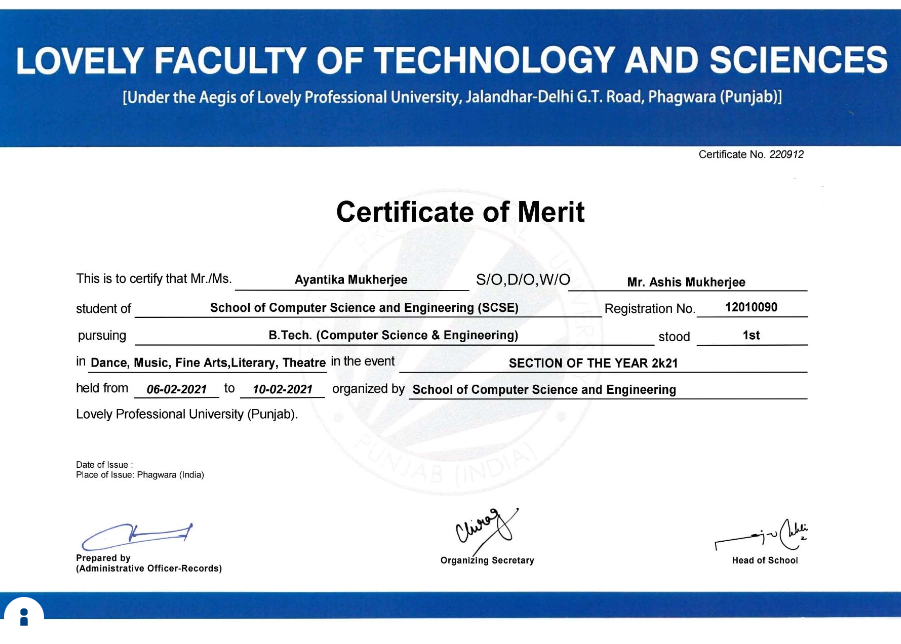 LOVELY FACULTY OF TECHNOLOGY AND SCIENCES
[Under the Aegis of Lovely Professional University, Jalandhar-Delhi G.T. Road, Phagwara (Punjab)]
Certificate No. 220912
Certificate of Merit
This is to certify that Mr./Ms. Ayantika Mukherjee S/O,D/O,W/O Mr. Ashis Mukherjee
student of School of Computer Science and Engineering (SCSE) Registration No. 12010090
pursuing B.Tech. (Computer Science & Engineering) stood 1st
in Dance, Music, Fine Arts,Literary, Theatre in the event SECTION OF THE YEAR 2k21
held from 06-02-2021 to 10-02-2021 organized by School of Computer Science and Engineering
Lovely Professional University (Punjab).
PUNJAB (INDIA)
Date of Issue :
Place of Issue: Phagwara (India)
Chirag
Prepared by Organizing Secretary Head of School
(Administrative Officer-Records)